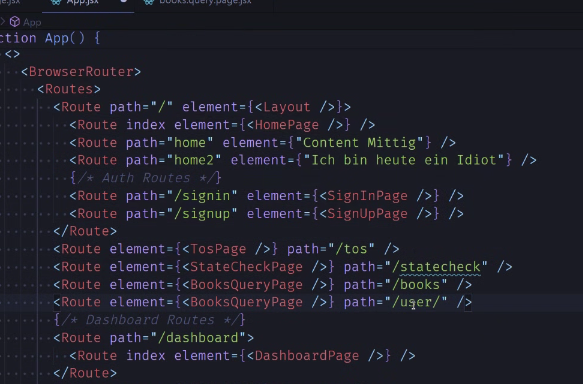 App.jsx
books.query.page.jsx
> App
ction App() {
<>
<BrowserRouter>
<Routes>
<Route path="/" element={<Layout />}>
<Route index element={<HomePage />} />
<Route path="home" element={"Content Mittig"} />
<Route path="home2" element={"Ich bin heute ein Idiot"} />
{/* Auth Routes */}
<Route path="/signin" element={<SignInPage />} />
<Route path="/signup" element={<SignUpPage />} />
</Route>
<Route element={<TosPage />} path="/tos" />
<Route element={<StateCheckPage />} path="/statecheck" />
<Route element={<BooksQueryPage />} path="/books" />
<Route element={<BooksQueryPage />} path="/user/" />
{/* Dashboard Routes */}
<Route path="/dashboard">
<Route index element={<DashboardPage />} />
</Route>